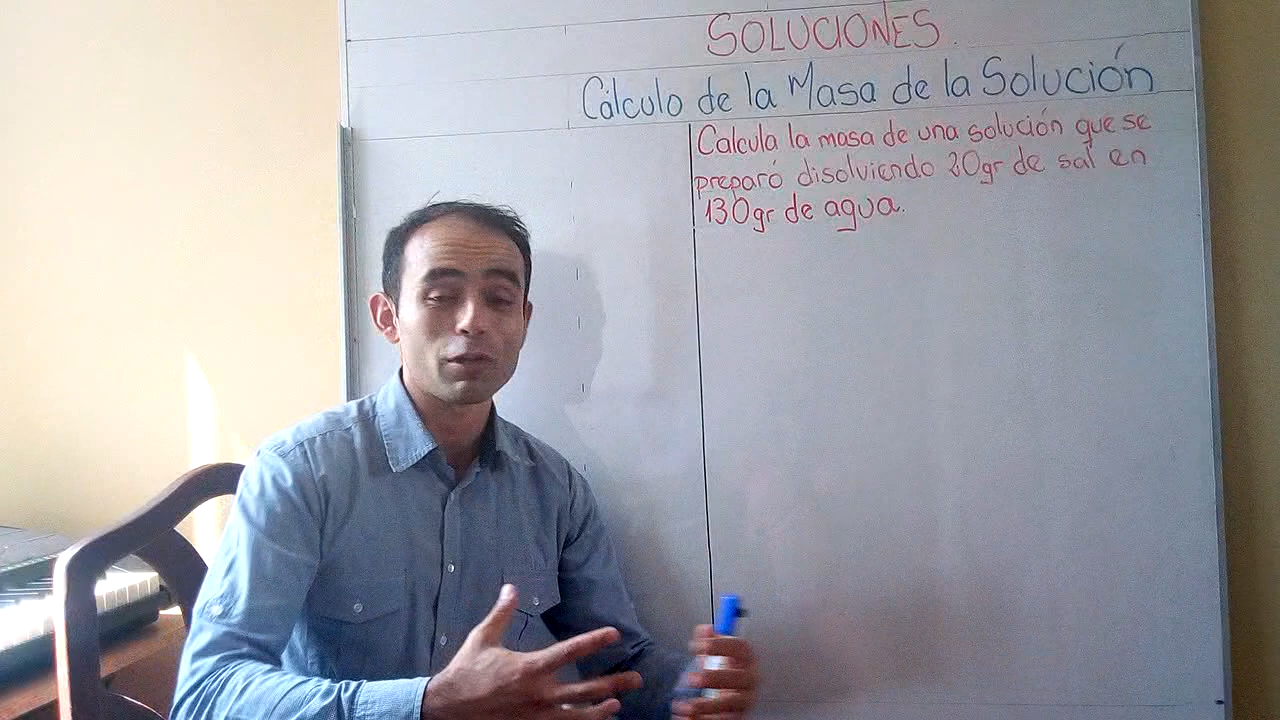 SOLUCIONES.
Cálculo de la Masa de la Solución
Calcula la masa de una solución que se
preparó disolviendo 20gr de sal en
130gr de agua.